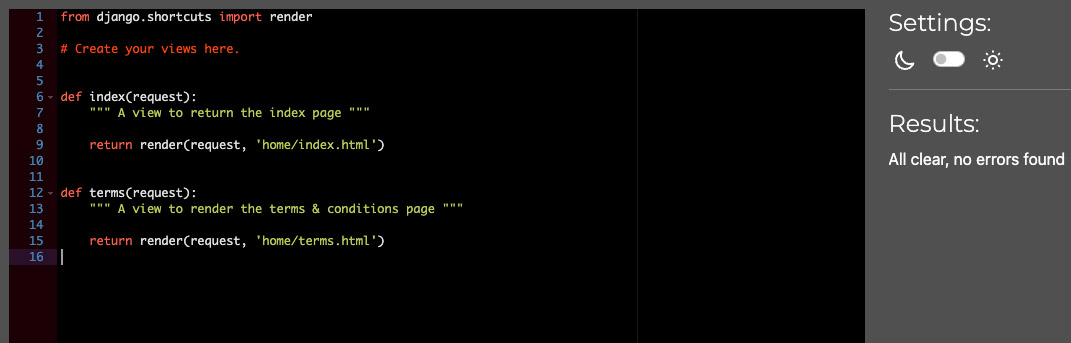 1 from django.shortcuts import render
2
3 # Create your views here.
4
5
6 def index(request):
7     """ A view to return the index page """
8
9     return render(request, 'home/index.html')
10
11
12 def terms(request):
13     """ A view to render the terms & conditions page """
14
15     return render(request, 'home/terms.html')
16
Settings:
Results:
All clear, no errors found